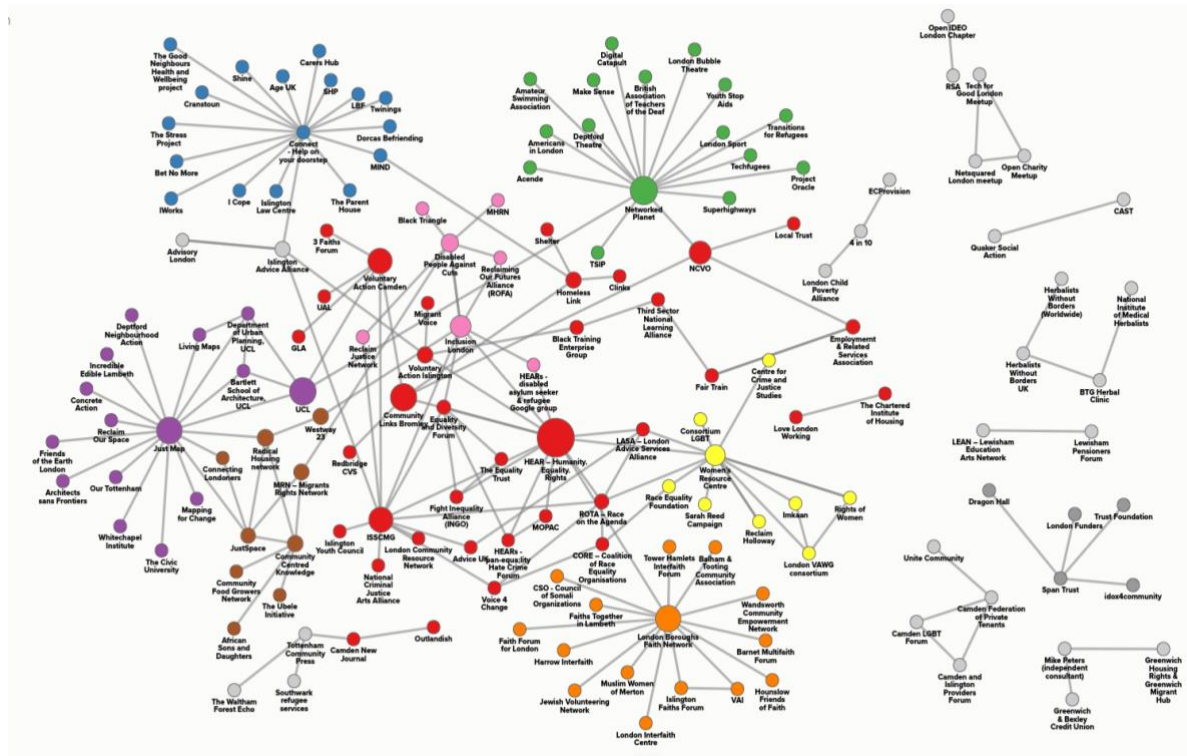 The Good
Neighbours
Health and
Wellbeing
project
Shine
Age UK
Carers Hub
SHP
LBF
Twinings
Cranstoun
The Stress
Project
Connect
- Help on
your doorstep
Dorcas Befriending
MIND
Bet No More
IWorks
I Cope
Islington
Law Centre
The Parent
House
Digital
Catapult
London Bubble
Theatre
Amateur
Swimming
Association
Make Sense
British
Association
of Teachers
of the Deaf
Youth Stop
Aids
Transitions
for Refugees
Americans
in London
Deptford
Theatre
London Sport
Techfugees
Project
Oracle
Acende
Networked
Planet
Superhighways
TSIP
Open IDEO
London Chapter
RSA
Tech for
Good London
Meetup
Netsquared
London meetup
Open Charity
Meetup
ECProvision
4 in 10
London Child
Poverty
Alliance
CAST
Quaker Social
Action
Herbalists
Without
Borders
(Worldwide)
National
Institute
of Medical
Herbalists
Herbalists
Without
Borders
UK
BTG Herbal
Clinic
Advisory
London
Islington
Advice Alliance
3 Faiths
Forum
Voluntary
Action Camden
UAL
GLA
Black Triangle
MHRN
Disabled
People Against
Cuts
Reclaiming
Our Futures
Alliance
(ROFA)
Shelter
Homeless
Link
Clinks
NCVO
Local Trust
Migrant
Voice
Inclusion
London
Reclaim
Justice
Network
Voluntary
Action Islington
Black Training
Enterprise
Group
Third Sector
National
Learning
Alliance
HEARs -
disabled
asylum seeker
& refugee
Google group
Employmernt
& Related
Services
Association
Fair Train
Centre for
Crime and
Justice
Studies
The Chartered
Institute
of Housing
Love London
Working
Deptford
Neighbourhood
Action
Living Maps
Department
of Urban
Planning,
UCL
Incredible
Edible Lambeth
Bartlett
School of
Architecture,
UCL
UCL
Concrete
Action
Reclaim
Our Space
Just Map
Friends
of the Earth
London
Architects
sans Frontiers
Our Tottenham
Mapping
for Change
Whitechapel
Institute
The Civic
University
Westway
23
Radical
Housing
network
Connecting
Londoners
MRN – Migrants
Rights Network
JustSpace
Community
Centred
Knowledge
Community
Food Growers
Network
The Ubele
Initiative
African
Sons and
Daughters
Redbridge
CVS
Community
Links Bromley
Equality
and Diversity
Forum
HEAR – Humanity,
Equality,
Rights
The Equality
Trust
LASA – London
Advice Services
Alliance
Fight Inequality
Alliance
(INGO)
MOPAC
ROTA – Race
on the Agenda
ISSCMG
Islington
Youth Council
London Community
Resource
Network
Advice UK
HEARs -
pan-equality
Hate Crime
Forum
CORE – Coalition
of Race
Equality
Organisations
National
Criminal
Justice
Arts Alliance
Voice 4
Change
Consortium
LGBT
Women's
Resource
Centre
Race Equality
Foundation
Sarah Reed
Campaign
Reclaim
Holloway
Imkaan
Rights of
Women
London VAWG
consortium
Tower Hamlets
Interfaith
Forum
Balham &
Tooting
Community
Association
CSO - Council
of Somali
Organizations
Faiths Together
in Lambeth
Wandsworth
Community
Empowerment
Network
Faith Forum
for London
London Boroughs
Faith Network
Barnet Multifaith
Forum
Harrow Interfaith
Muslim Women
of Merton
Jewish Volunteering
Network
Islington
Faiths Forum
VAI
Hounslow
Friends
of Faith
London Interfaith
Centre
Tottenham
Community
Press
Camden New
Journal
Outlandish
The Waltham
Forest Echo
Southwark
refugee
services
LEAN – Lewisham
Education
Arts Network
Lewisham
Pensioners
Forum
Dragon Hall
London Funders
Trust Foundation
Span Trust
idox4community
Unite Community
Camden Federation
of Private
Tenants
Camden LGBT
Forum
Camden and
Islington
Providers
Forum
Mike Peters
(independent
consultant)
Greenwich
Housing
Rights &
Greenwich
Migrant
Hub
Greenwich
& Bexley
Credit Union